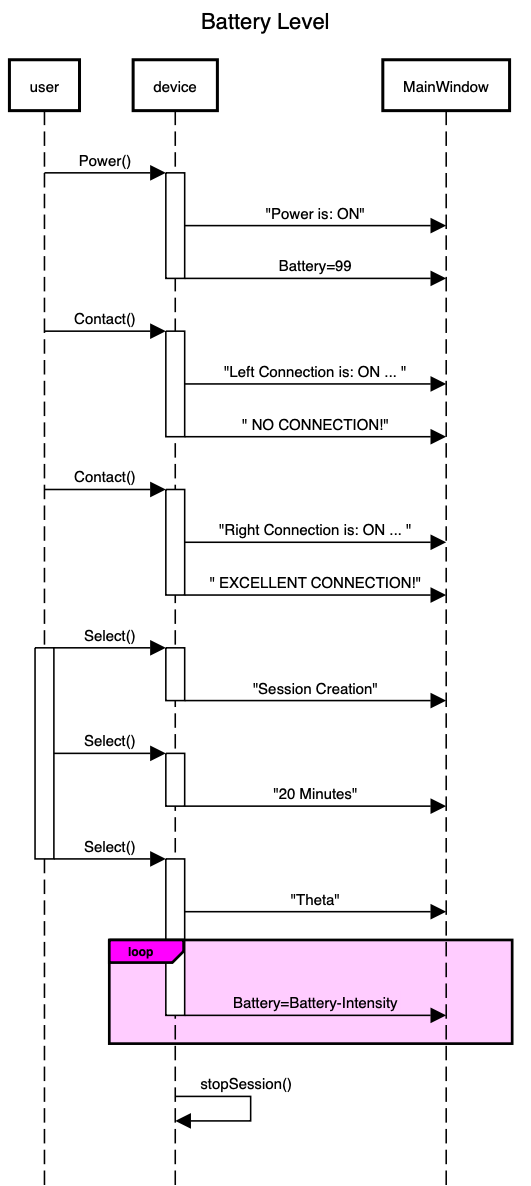 Battery Level
user
device
MainWindow
Power()
"Power is: ON"
Battery=99
Contact()
"Left Connection is: ON ... "
" NO CONNECTION!"
Contact()
"Right Connection is: ON ... "
" EXCELLENT CONNECTION!"
Select()
"Session Creation"
Select()
"20 Minutes"
Select()
"Theta"
loop
Battery=Battery-Intensity
stopSession()